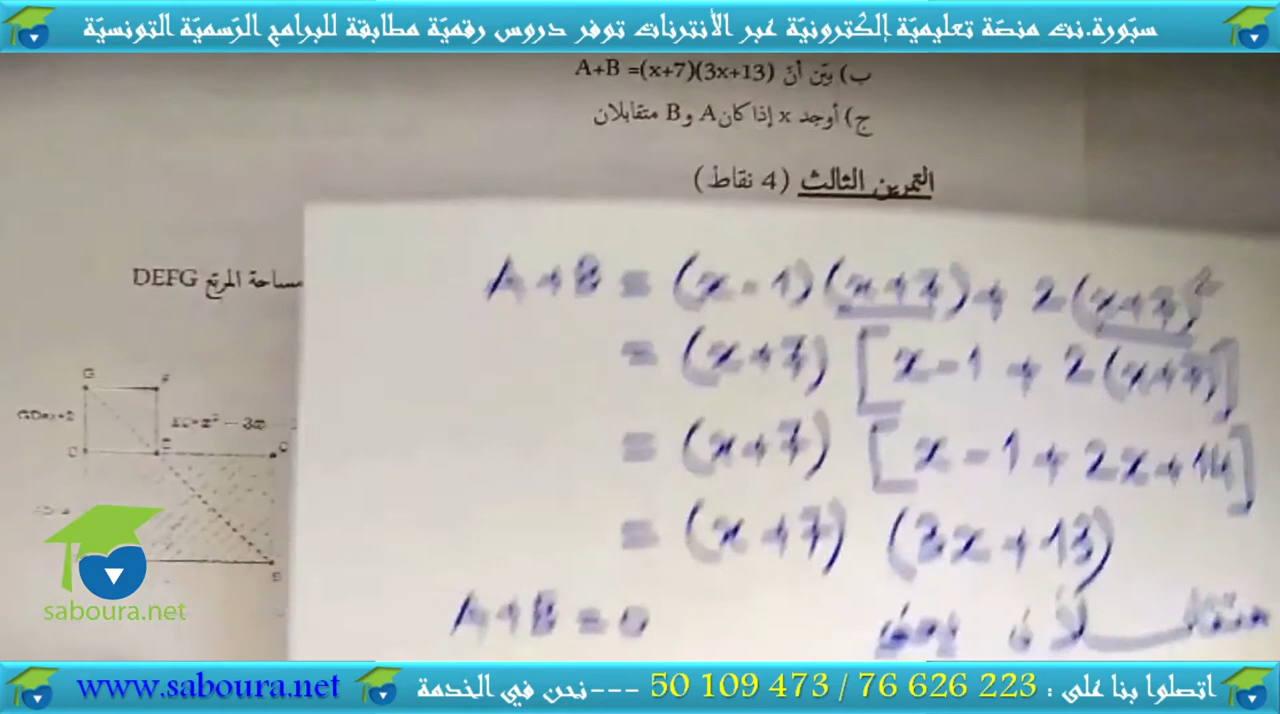 سبّورة.نت منصّة تعليميّة إلكترونيّة عبر الأنترنات توفر دروس رقميّة مطابقة للبرامج الرّسميّة التونسيّة
ب) بيّن أنّ A+B =(x+7)(3x+13)
ج) أوجد x إذا كان A و B متقابلان
التمرين الثالث (4 نقاط)
مساحة المربّع DEFG
A+B = (x-1)(x+7)+2(x+7)²
= (x+7) [x-1+2(x+7)]
= (x+7) [x-1+2x+14]
= (x+7) (3x+13)
متقابلان يعني A+B=0
G
E
saboura.net
www.saboura.net نحن في الخدمة--- اتصلوا بنا على : 50 109 473 / 76 626 223